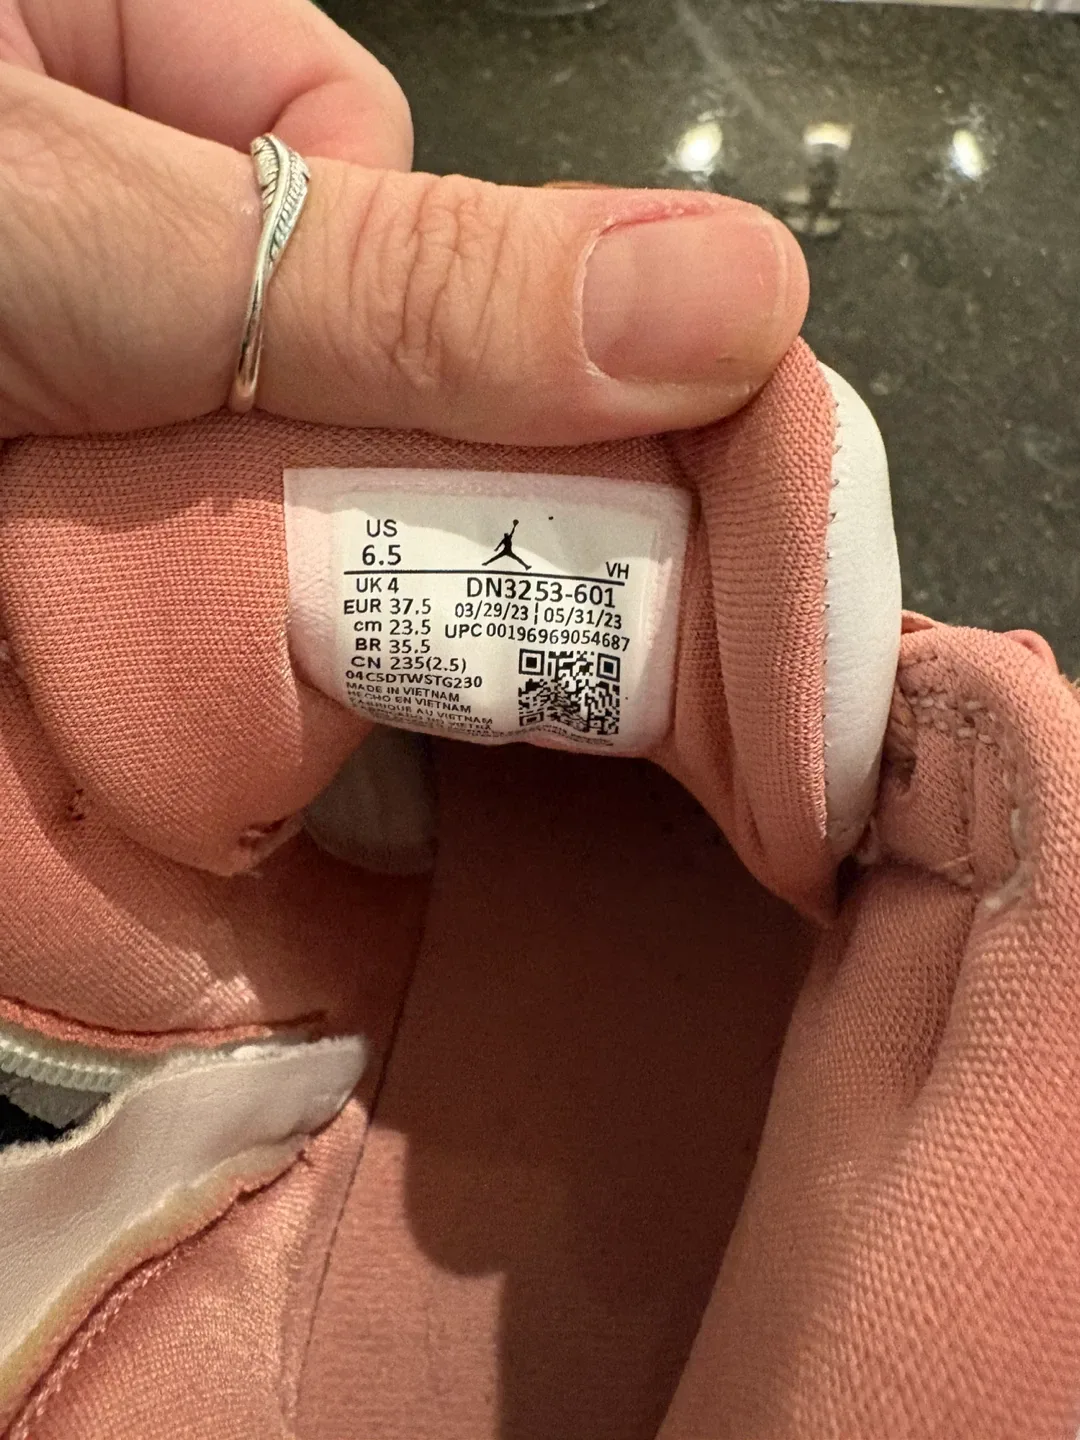 US
6.5
VH
UK 4
DN3253-601
EUR 37.5
03/29/23 | 05/31/23
cm 23.5
UPC 00196969054687
BR 35.5
CN 235(2.5)
04CSDTWSTG230
MADE IN VIETNAM
HECHO EN VIETNAM
FABRIQUE AU VIETNAM